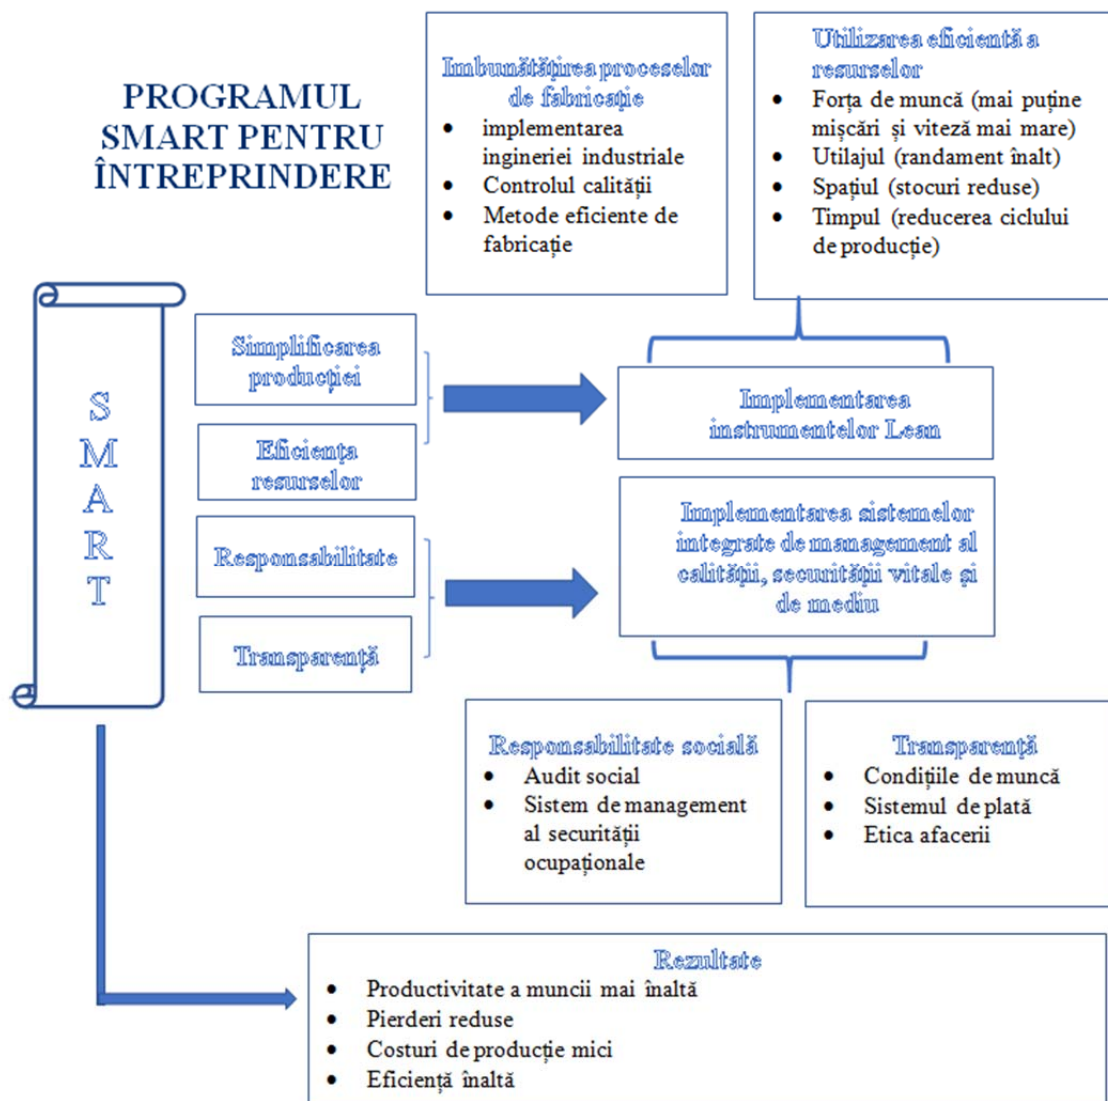 PROGRAMUL
SMART PENTRU
ÎNTREPRINDERE
Imbunătățirea proceselor
de fabricație
• implementarea
ingineriei industriale
• Controlul calității
• Metode eficiente de
fabricație
Utilizarea eficientă a
resurselor
• Forța de muncă (mai puține
mișcări și viteză mai mare)
• Utilajul (randament înalt)
• Spațiul (stocuri reduse)
• Timpul (reducerea ciclului
de producție)
S
M
A
R
T
Simplificarea
producției
Eficiența
resurselor
Responsabilitate
Transparență
Implementarea
instrumentelor Lean
Implementarea sistemelor
integrate de management al
calității, securității vitale și
de mediu
Responsabilitate socială
• Audit social
• Sistem de management
al securității
ocupaționale
Transparență
• Condițiile de muncă
• Sistemul de plată
• Etica afacerii
Rezultate
• Productivitate a muncii mai înaltă
• Pierderi reduse
• Costuri de producție mici
• Eficiență înaltă